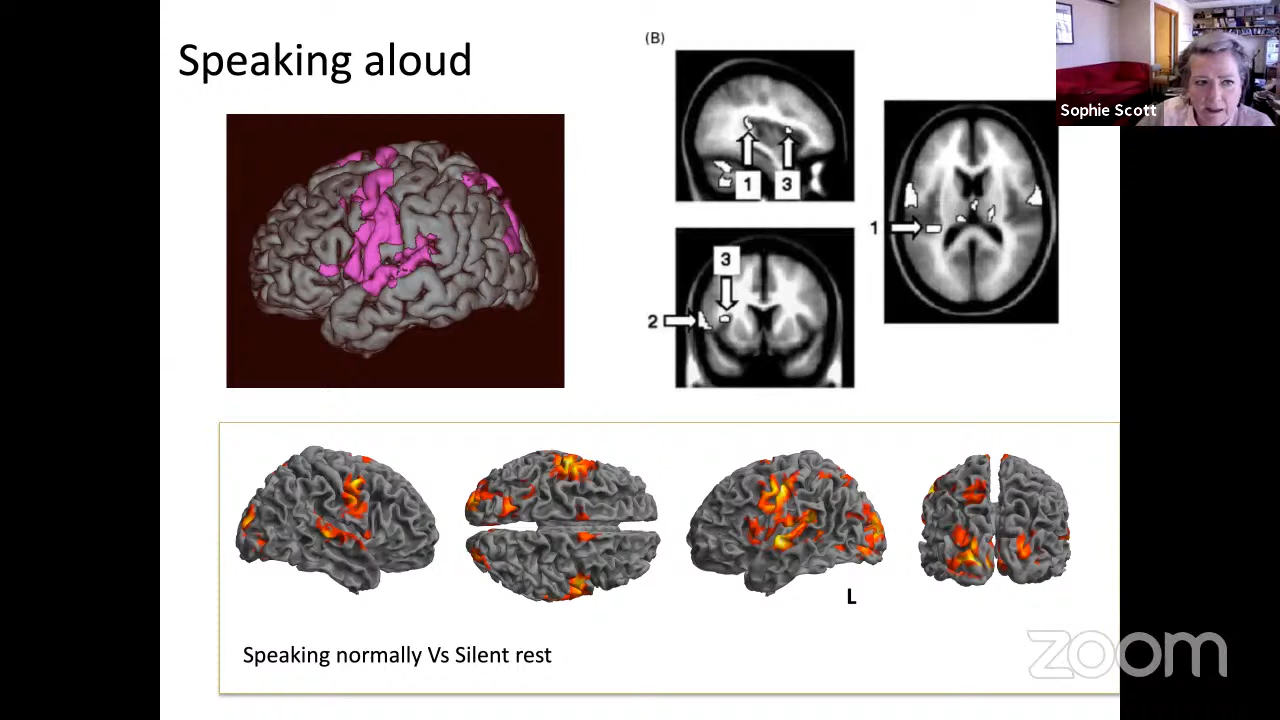 Speaking aloud
(B)
Sophie Scott
1
3
1
3
2
L
Speaking normally Vs Silent rest
zoom